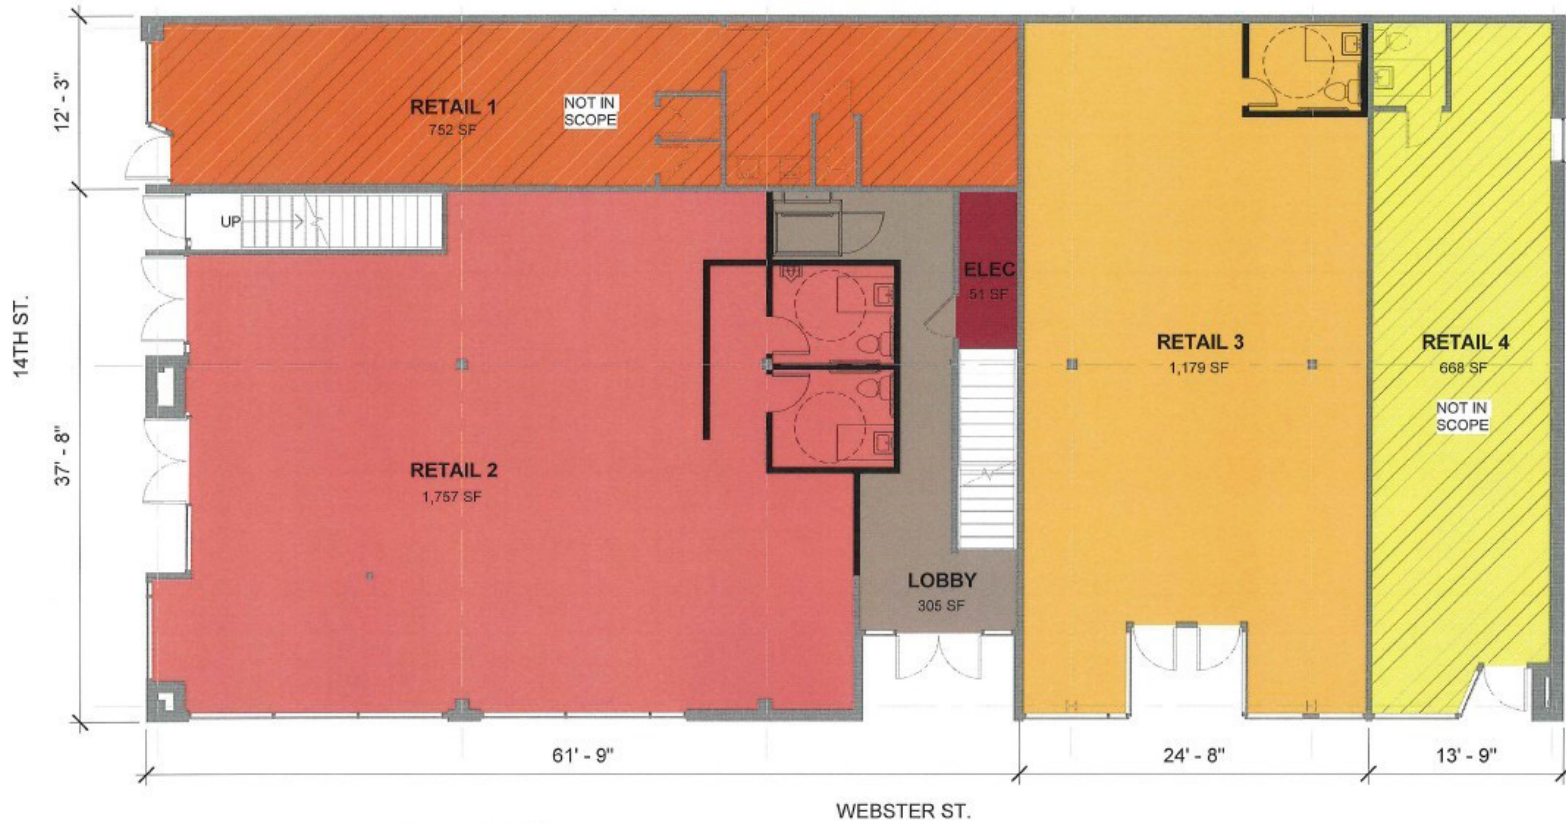 12' - 3"
RETAIL 1
752 SF
NOT IN
SCOPE
UP
ELEC
51 SF
14TH ST.
RETAIL 3
1,179 SF
RETAIL 4
668 SF
NOT IN
SCOPE
37' - 8"
RETAIL 2
1,757 SF
LOBBY
305 SF
61' - 9"
24' - 8"
13' - 9"
WEBSTER ST.